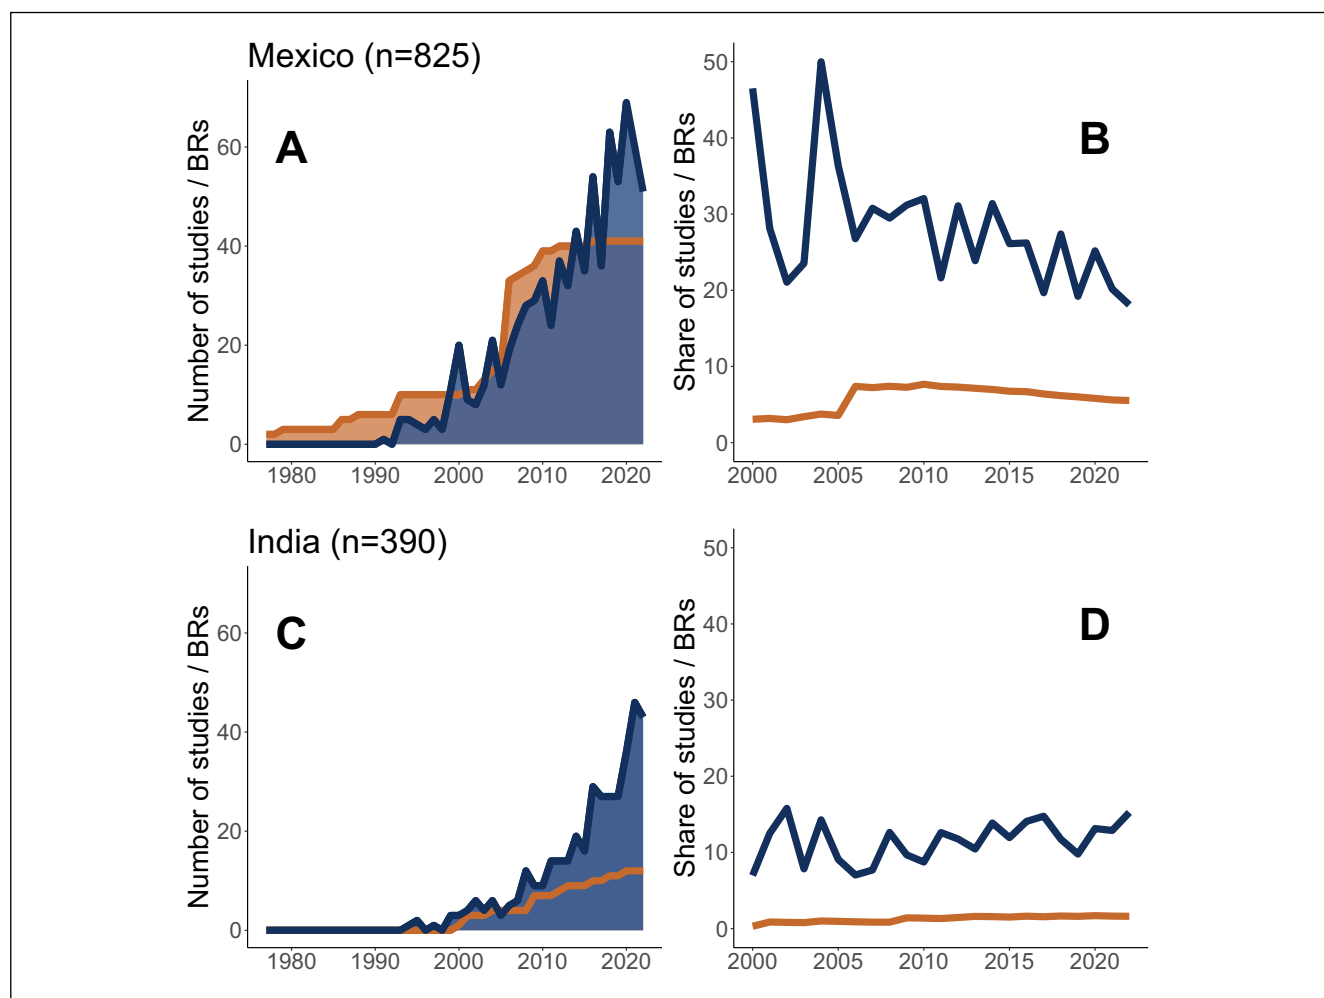 Mexico (n=825)
Number of studies / BRs
A
60
40
20
0
1980 1990 2000 2010 2020
Share of studies / BRs
B
50
40
30
20
10
0
2000 2005 2010 2015 2020
India (n=390)
Number of studies / BRs
C
60
40
20
0
1980 1990 2000 2010 2020
Share of studies / BRs
D
50
40
30
20
10
0
2000 2005 2010 2015 2020